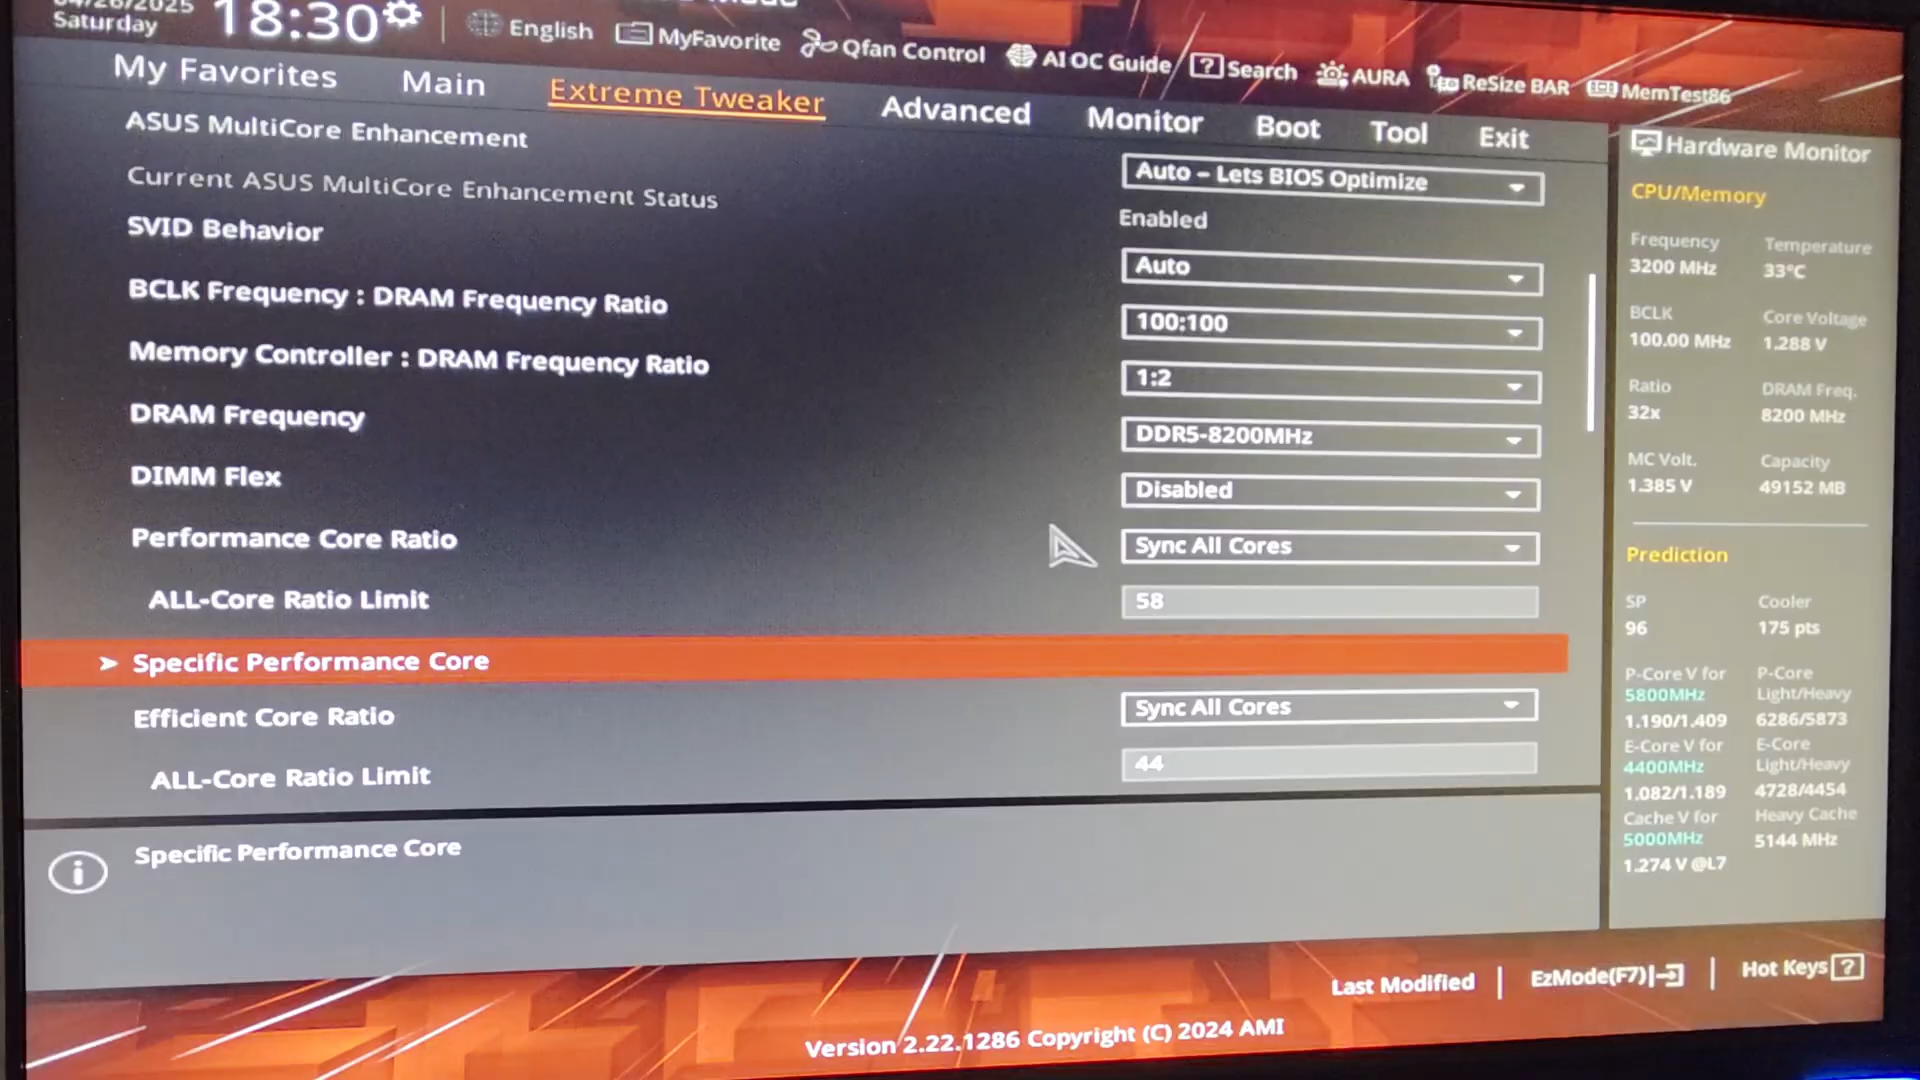 04/26/2025
Saturday
18:30
English
MyFavorite
Qfan Control
AI OC Guide
? Search
AURA
ReSize BAR
MemTest86
My Favorites
Main
Extreme Tweaker
Advanced
Monitor
Boot
Tool
Exit
ASUS MultiCore Enhancement
Auto – Lets BIOS Optimize
Current ASUS MultiCore Enhancement Status
Enabled
SVID Behavior
Auto
BCLK Frequency : DRAM Frequency Ratio
100:100
Memory Controller : DRAM Frequency Ratio
1:2
DRAM Frequency
DDR5-8200MHz
DIMM Flex
Disabled
Performance Core Ratio
Sync All Cores
ALL-Core Ratio Limit
58
Specific Performance Core
Efficient Core Ratio
Sync All Cores
ALL-Core Ratio Limit
44
Specific Performance Core
Hardware Monitor
CPU/Memory
Frequency Temperature
3200 MHz 33°C
BCLK Core Voltage
100.00 MHz 1.288 V
Ratio DRAM Freq.
32x 8200 MHz
MC Volt. Capacity
1.385 V 49152 MB
Prediction
SP Cooler
96 175 pts
P-Core V for P-Core
5800MHz Light/Heavy
1.190/1.409 6286/5873
E-Core V for E-Core
4400MHz Light/Heavy
1.082/1.189 4728/4454
Cache V for Heavy Cache
5000MHz 5144 MHz
1.274 V @L7
Last Modified
EzMode(F7)
Hot Keys ?
Version 2.22.1286 Copyright (C) 2024 AMI